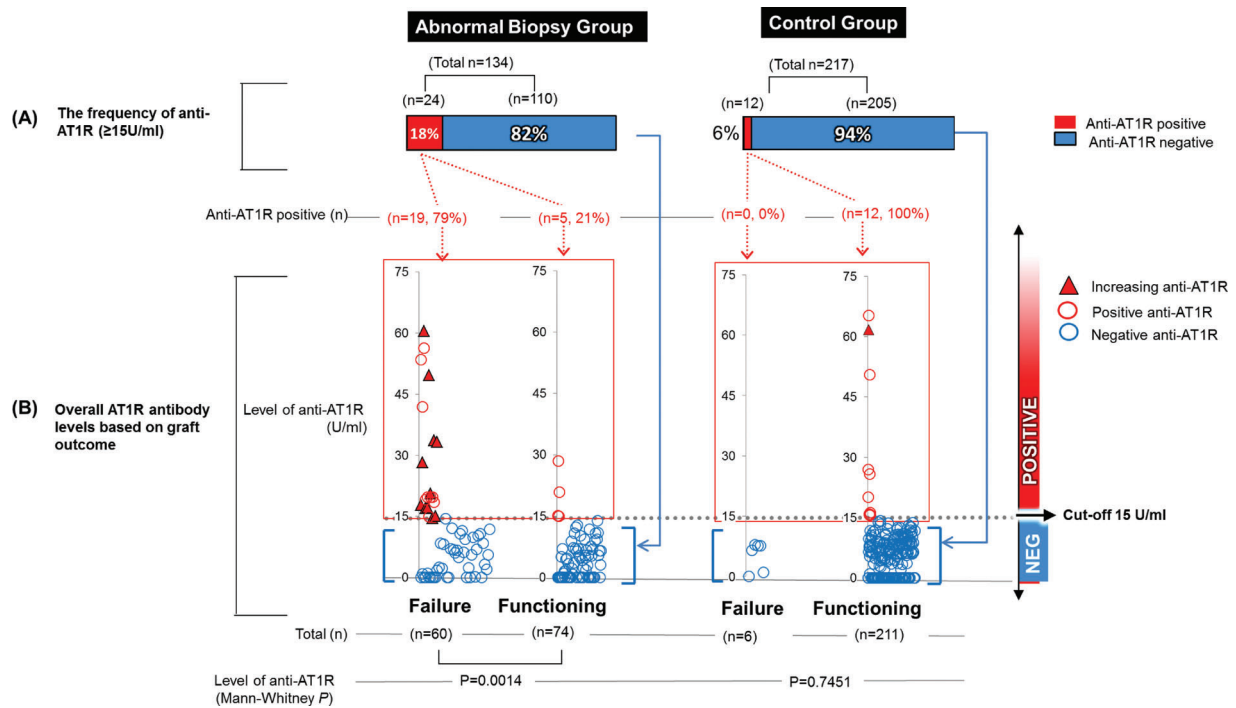 Abnormal Biopsy Group
Control Group
(Total n=134)
(Total n=217)
(n=24)
(n=110)
(n=12)
(n=205)
(A)
The frequency of anti-
AT1R (≥15U/ml)
18%
82%
6%
94%
Anti-AT1R positive
Anti-AT1R negative
Anti-AT1R positive (n)
(n=19, 79%)
(n=5, 21%)
(n=0, 0%)
(n=12, 100%)
75
60
45
30
15
0
75
60
45
30
15
0
75
60
45
30
15
0
75
60
45
30
15
0
Increasing anti-AT1R
Positive anti-AT1R
Negative anti-AT1R
(B)
Overall AT1R antibody
levels based on graft
outcome
Level of anti-AT1R
(U/ml)
POSITIVE
Cut-off 15 U/ml
NEG
Failure
Functioning
Failure
Functioning
Total (n)
(n=60)
(n=74)
(n=6)
(n=211)
Level of anti-AT1R
(Mann-Whitney P)
P=0.0014
P=0.7451